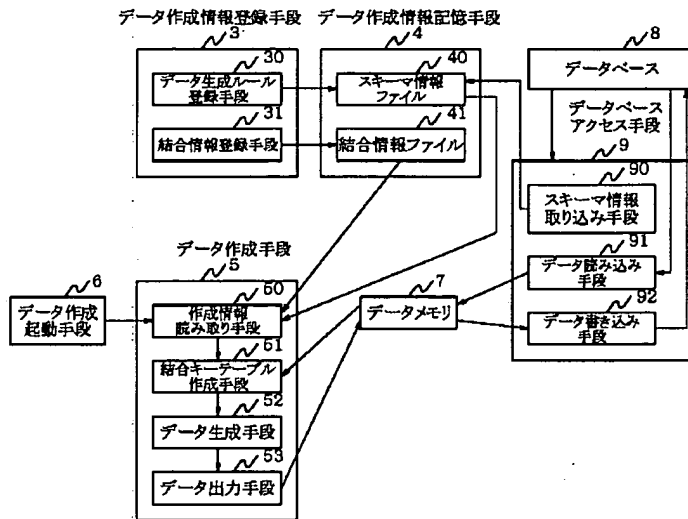 データ作成情報登録手段
データ作成情報記憶手段
3
4
8
30
40
データベース
データ生成ルール
登録手段
スキーマ情報
ファイル
31
41
データベース
アクセス手段
結合情報登録手段
結合情報ファイル
9
90
スキーマ情報
取り込み手段
データ作成手段
91
6
5
7
データ読み込み
手段
50
92
データ作成
起動手段
作成情報
読み取り手段
データメモリ
データ書き込み
手段
51
結合キーテーブル
作成手段
52
データ生成手段
53
データ出力手段